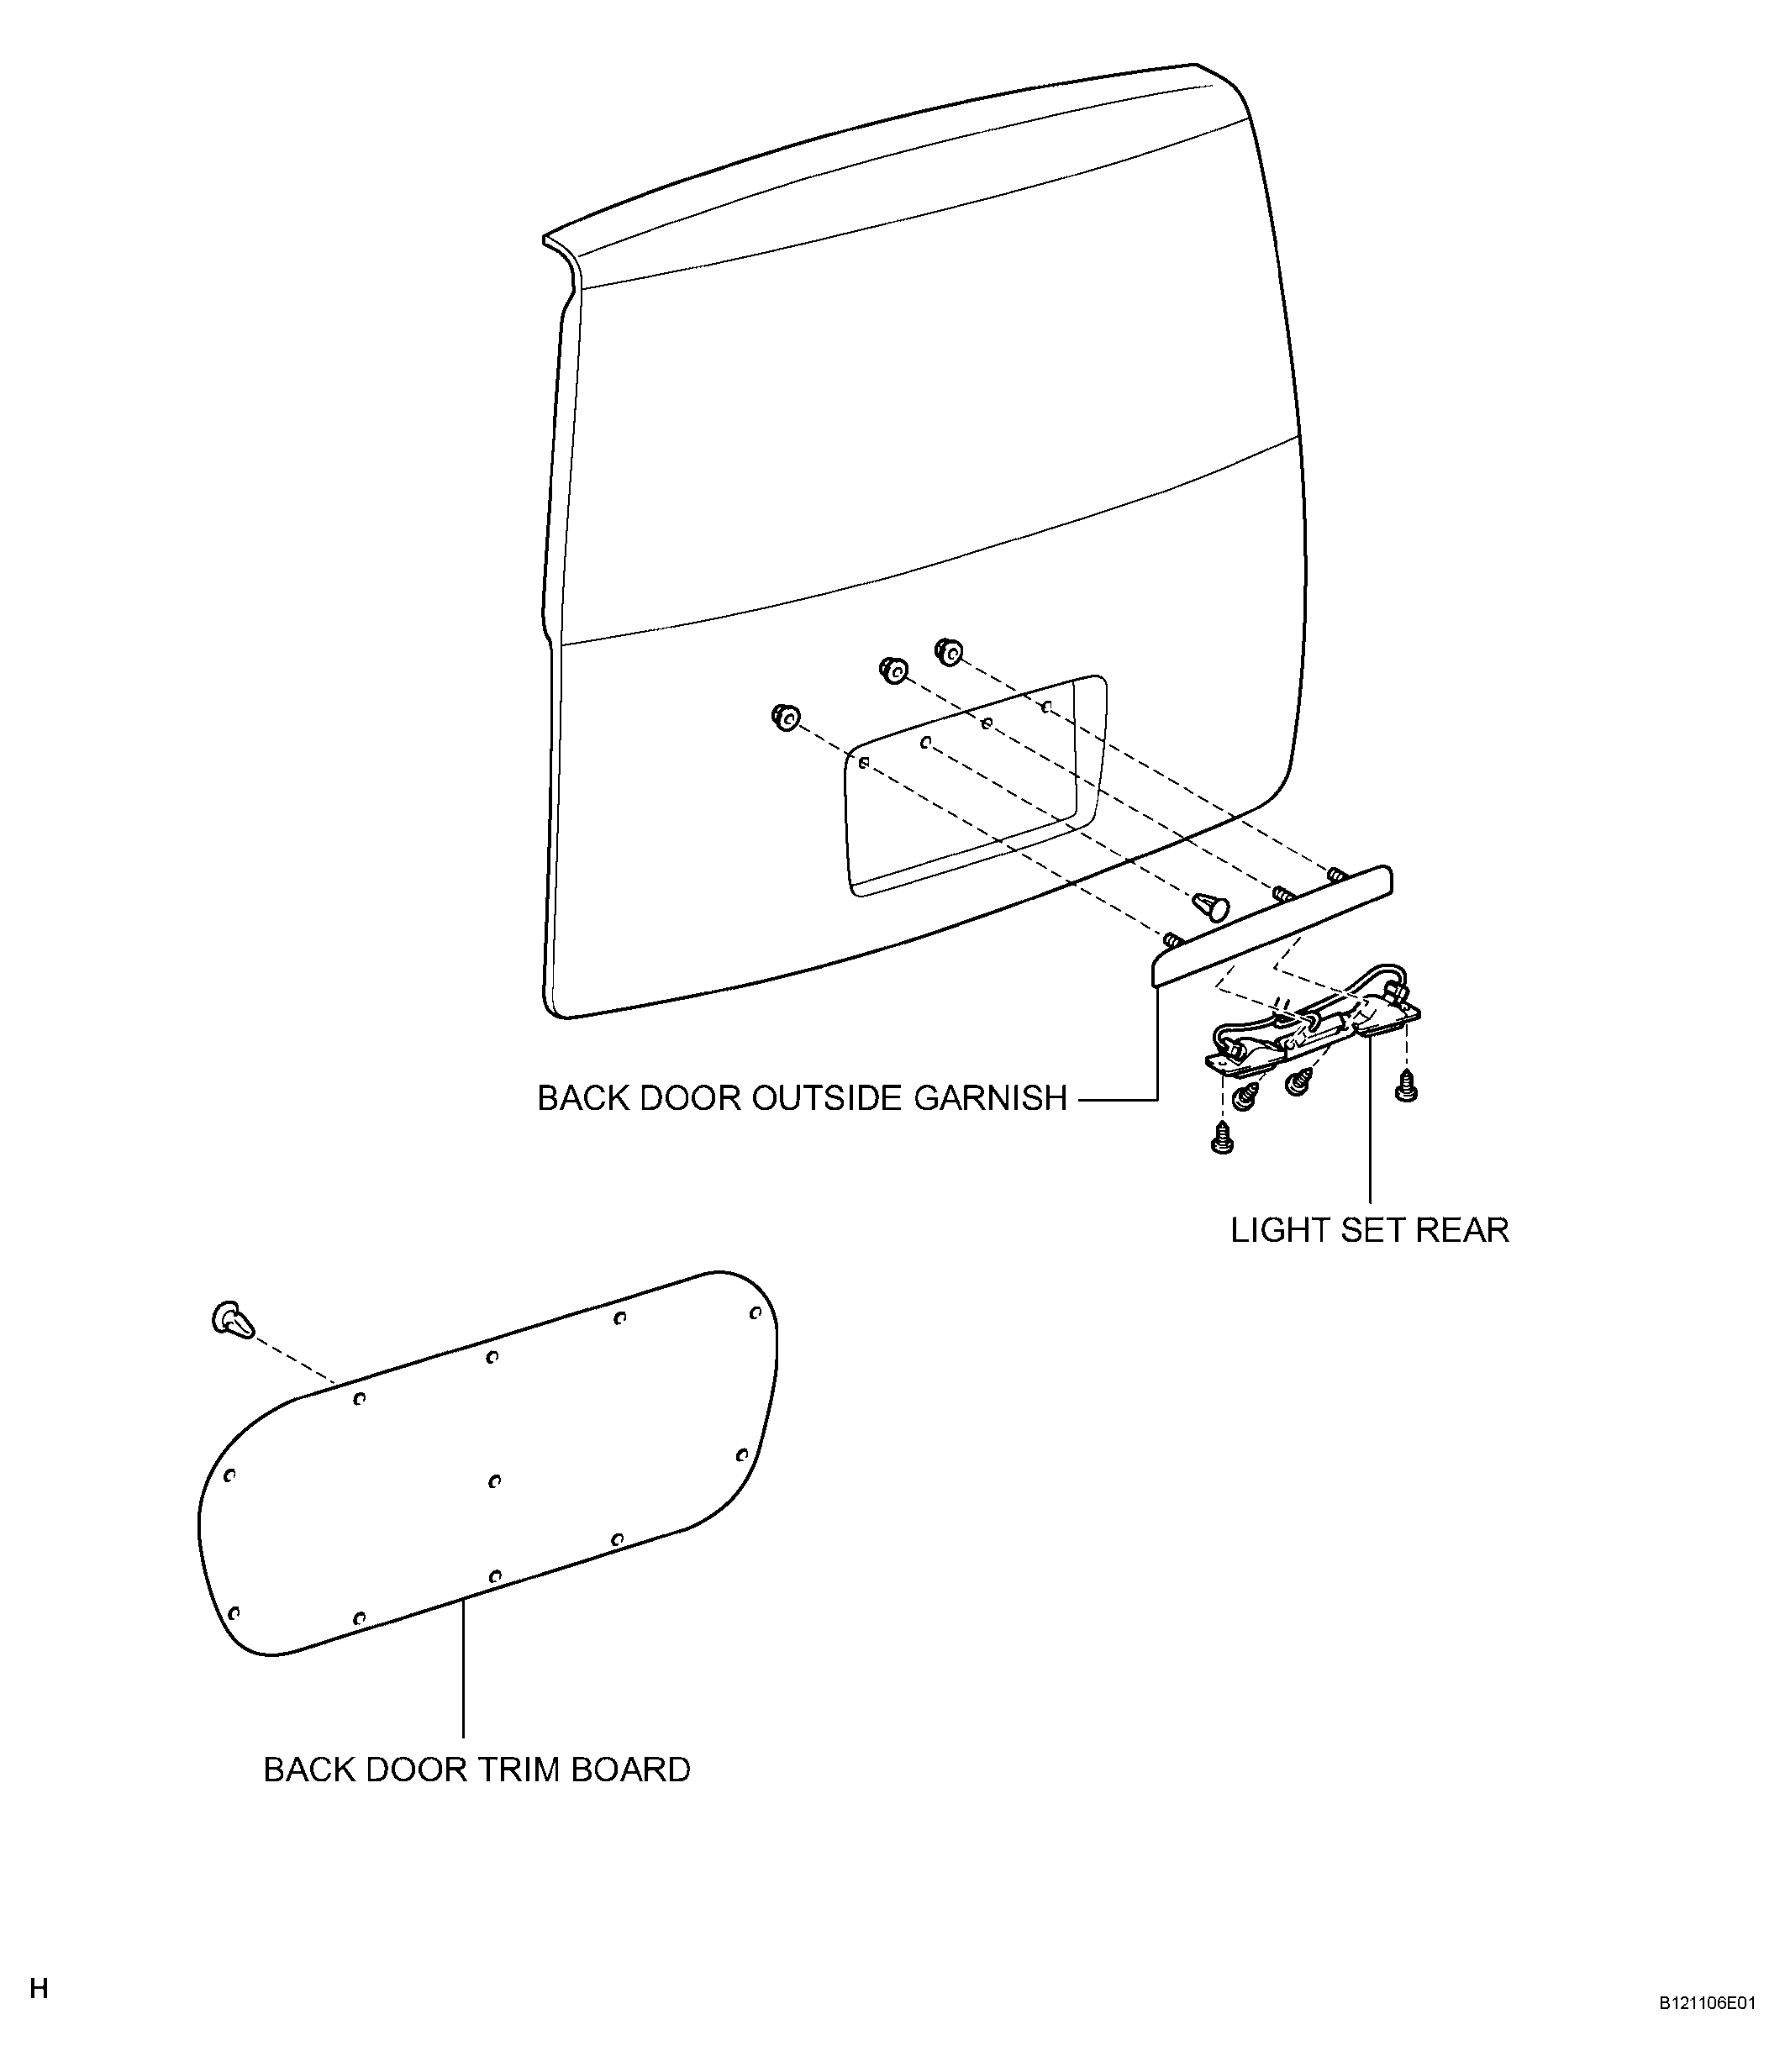 BACK DOOR OUTSIDE GARNISH
LIGHT SET REAR
BACK DOOR TRIM BOARD
H
B121106E01